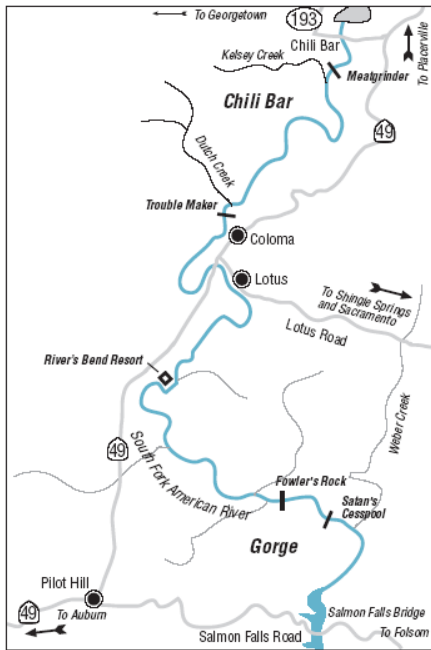 To Georgetown
193
Chili Bar
To Placerville
Kelsey Creek
Meatgrinder
Chili Bar
49
Dutch Creek
Trouble Maker
Coloma
Lotus
To Shingle Springs
and Sacramento
Lotus Road
River's Bend Resort
Weber Creek
49
South Fork American River
Fowler's Rock
Satan's
Cesspool
Gorge
Pilot Hill
49
To Auburn
Salmon Falls Bridge
Salmon Falls Road
To Folsom